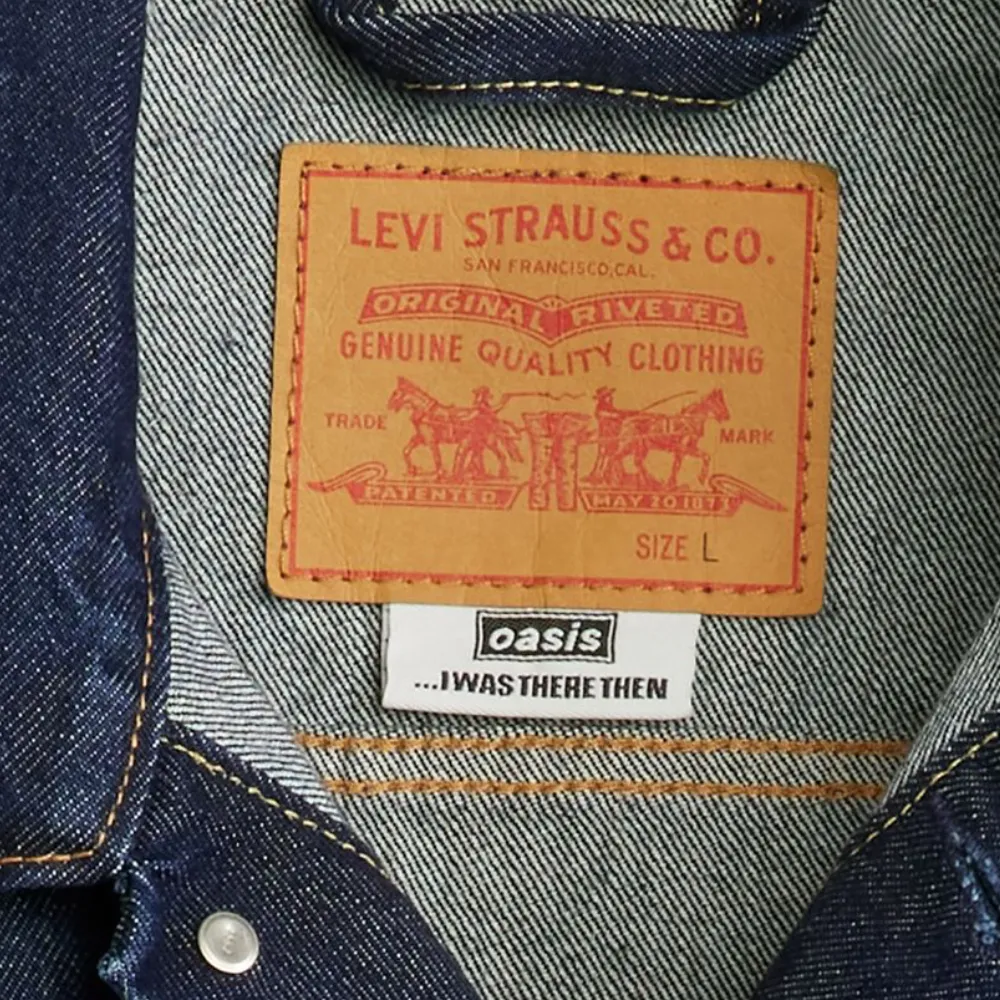 LEVI STRAUSS & CO.
SAN FRANCISCO, CAL.
ORIGINAL RIVETED
GENUINE QUALITY CLOTHING
TRADE MARK
PATENTED MAY 20 1873
SIZE L
oasis
...I WAS THERE THEN